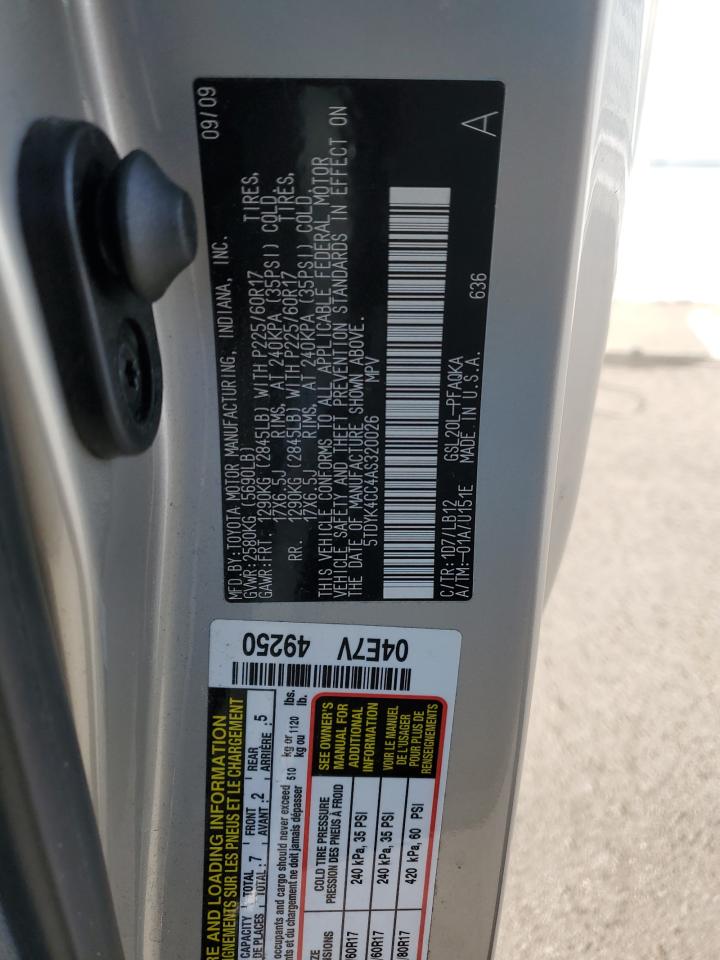 MFD.BY:TOYOTA MOTOR MANUFACTURING, INDIANA, INC. 09/09
GVWR:2580KG(5690LB)
GAWR:FRT. 1290KG (2845LB) WITH P225/60R17 TIRES,
17X6.5J RIMS, AT 240KPA (35PSI) COLD.
RR. 1290KG (2845LB) WITH P225/60R17 TIRES,
17X6.5J RIMS, AT 240KPA (35PSI) COLD.
THIS VEHICLE CONFORMS TO ALL APPLICABLE FEDERAL MOTOR
VEHICLE SAFETY AND THEFT PREVENTION STANDARDS IN EFFECT ON
THE DATE OF MANUFACTURE SHOWN ABOVE.
5TDYK4CC4AS320026 MPV
C/TR:1D7/LB12 GSL20L-PFAQKA 636
A/TM:-01A/U151E MADE IN U.S.A. A
04E7V 49250
RE AND LOADING INFORMATION
GNEMENTS SUR LES PNEUS ET LE CHARGEMENT
CAPACITY TOTAL : 7 FRONT : 2 REAR : 5
DE PLACES TOTAL : 7 AVANT : 2 ARRIÈRE : 5
occupants and cargo should never exceed 510 kg or 1120 lbs.
ts et du chargement ne doit jamais dépasser kg ou lb.
ZE COLD TIRE PRESSURE SEE OWNER'S
NSIONS PRESSION DES PNEUS À FROID MANUAL FOR
ADDITIONAL
INFORMATION
/60R17 240 kPa, 35 PSI
/60R17 240 kPa, 35 PSI
80R17 420 kPa, 60 PSI
VOIR LE MANUEL
DE L'USAGER
POUR PLUS DE
RENSEIGNEMENTS